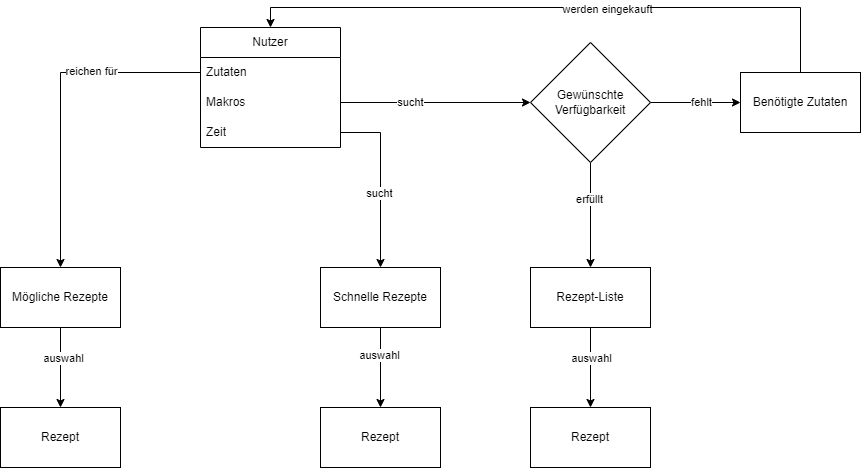 werden eingekauft
Nutzer
Zutaten
Makros
Zeit
reichen für
sucht
Gewünschte
Verfügbarkeit
fehlt
Benötigte Zutaten
sucht
erfüllt
Mögliche Rezepte
Schnelle Rezepte
Rezept-Liste
auswahl
auswahl
auswahl
Rezept
Rezept
Rezept